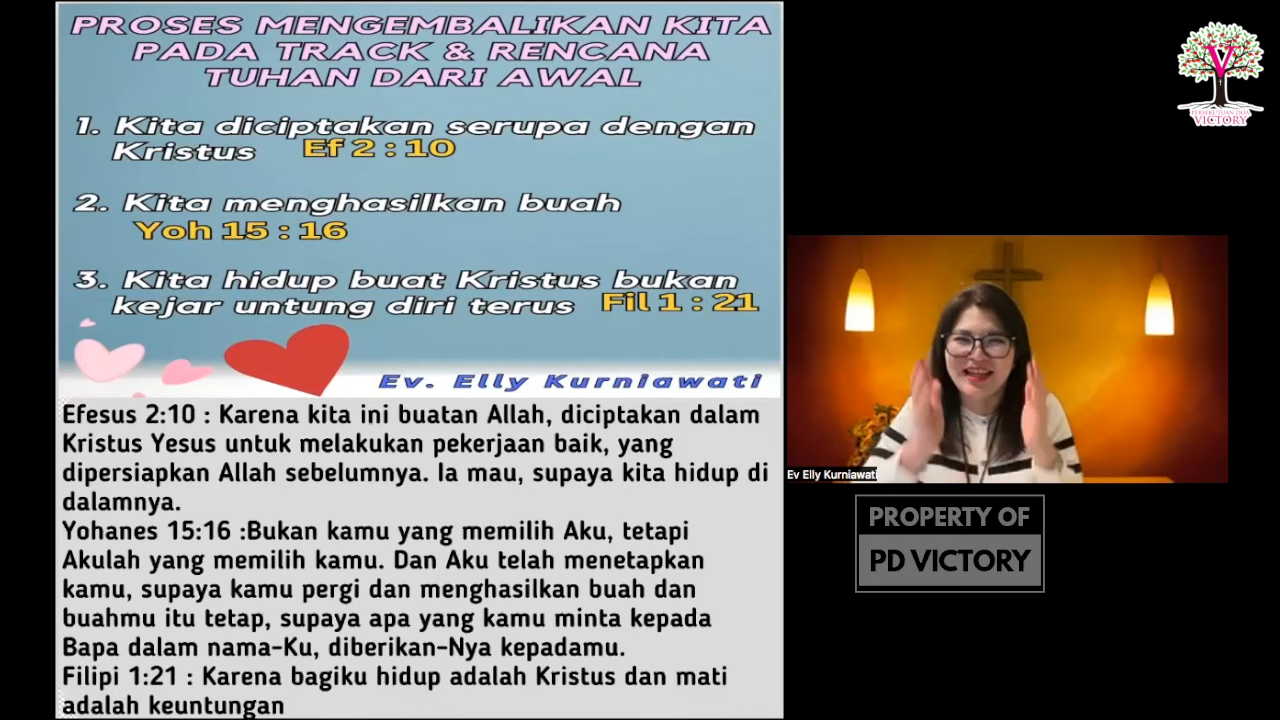 PROSES MENGEMBALIKAN KITA
PADA TRACK & RENCANA
TUHAN DARI AWAL
1. Kita diciptakan serupa dengan
Kristus Ef 2 : 10
2. Kita menghasilkan buah
Yoh 15 : 16
3. Kita hidup buat Kristus bukan
kejar untung diri terus Fil 1 : 21
Ev. Elly Kurniawati
Efesus 2:10 : Karena kita ini buatan Allah, diciptakan dalam
Kristus Yesus untuk melakukan pekerjaan baik, yang
dipersiapkan Allah sebelumnya. Ia mau, supaya kita hidup di
dalamnya.
Yohanes 15:16 :Bukan kamu yang memilih Aku, tetapi
Akulah yang memilih kamu. Dan Aku telah menetapkan
kamu, supaya kamu pergi dan menghasilkan buah dan
buahmu itu tetap, supaya apa yang kamu minta kepada
Bapa dalam nama-Ku, diberikan-Nya kepadamu.
Filipi 1:21 : Karena bagiku hidup adalah Kristus dan mati
adalah keuntungan
V
PERSEKUTUAN DOA
VICTORY
Ev Elly Kurniawati
PROPERTY OF
PD VICTORY